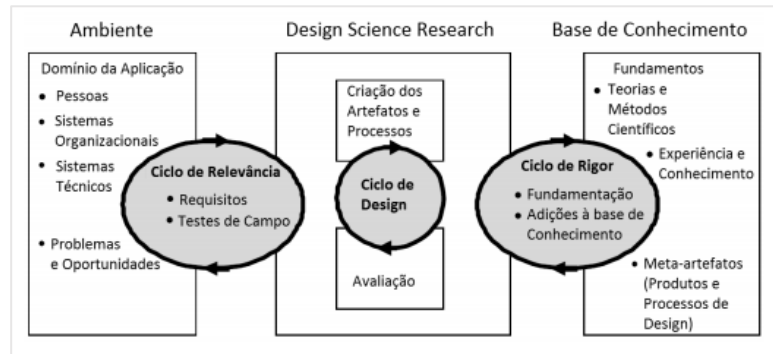 Ambiente
Design Science Research
Base de Conhecimento
Domínio da Aplicação
• Pessoas
• Sistemas
Organizacionais
• Sistemas
Técnicos
• Problemas
e Oportunidades
Ciclo de Relevância
• Requisitos
• Testes de Campo
Criação dos
Artefatos e
Processos
Ciclo de
Design
Avaliação
Ciclo de Rigor
• Fundamentação
• Adições à base de
Conhecimento
Fundamentos
• Teorias e
Métodos
Científicos
• Experiência e
Conhecimento
• Meta-artefatos
(Produtos e
Processos de
Design)